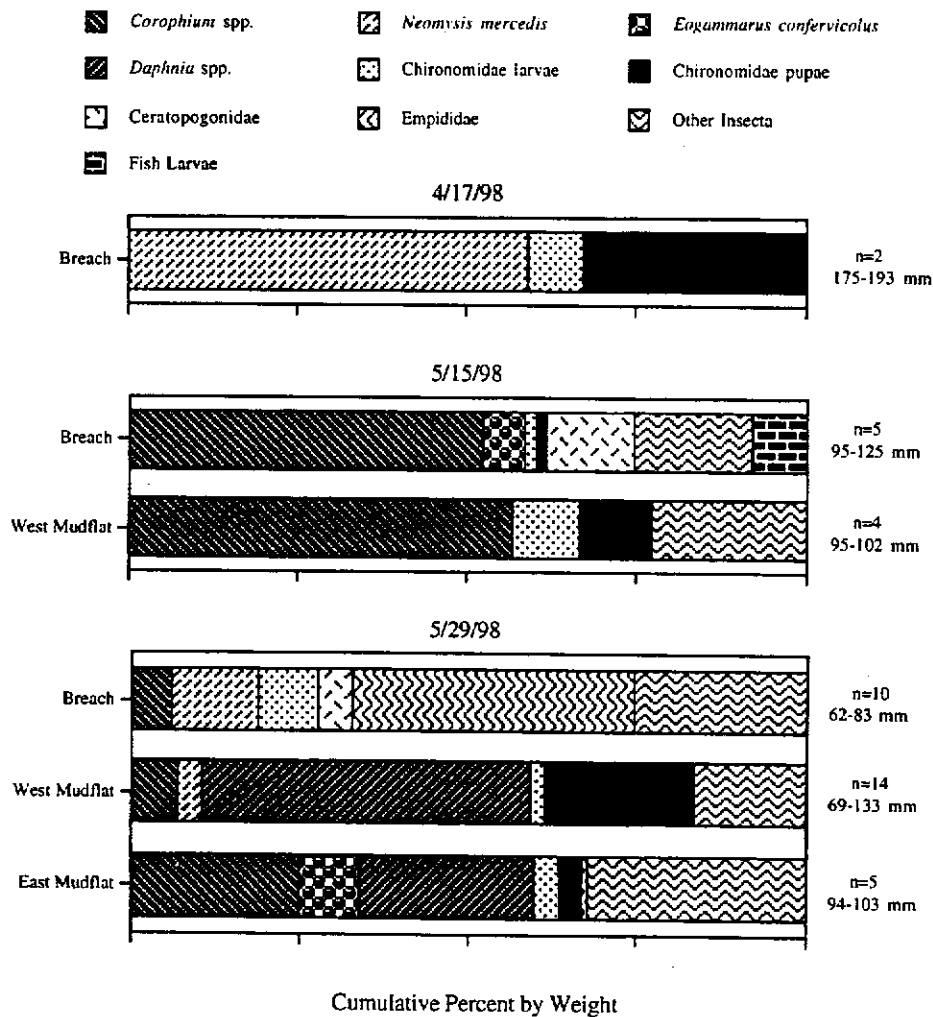 Corophium spp. Neomysis mercedis Eogammarus confervicolus
Daphnia spp. Chironomidae larvae Chironomidae pupae
Ceratopogonidae Empididae Other Insecta
Fish Larvae
4/17/98
Breach
n=2
175-193 mm
5/15/98
Breach
n=5
95-125 mm
West Mudflat
n=4
95-102 mm
5/29/98
Breach
n=10
62-83 mm
West Mudflat
n=14
69-133 mm
East Mudflat
n=5
94-103 mm
Cumulative Percent by Weight